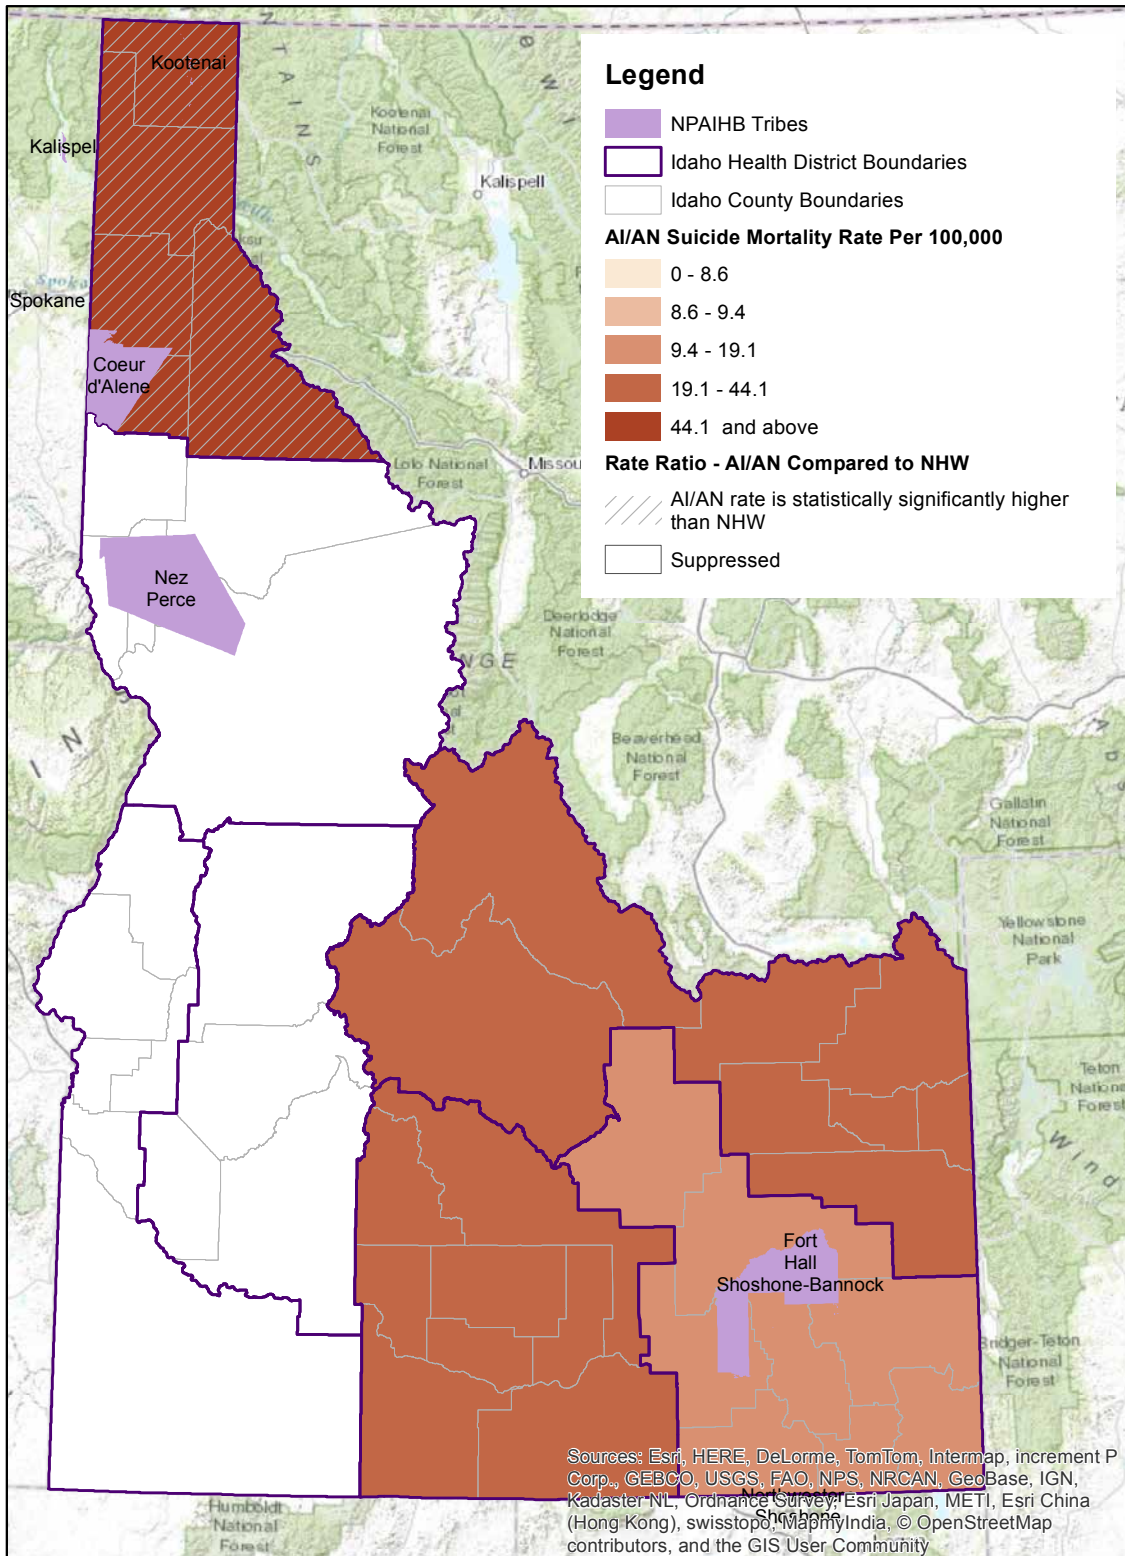 Legend
NPAIHB Tribes
Idaho Health District Boundaries
Idaho County Boundaries
AI/AN Suicide Mortality Rate Per 100,000
0 - 8.6
8.6 - 9.4
9.4 - 19.1
19.1 - 44.1
44.1 and above
Rate Ratio - AI/AN Compared to NHW
AI/AN rate is statistically significantly higher
than NHW
Suppressed
Kootenai
Kalispel
Spokane
Coeur
d'Alene
Nez
Perce
Fort
Hall
Shoshone-Bannock
Kootenai
National
Forest
Kalispell
Lolo National
Forest
Missou
Deerlodge
National
Forest
NGE
Beaverhead
National
Forest
Gallatin
National
Forest
Yellowstone
National
Park
Teton
Nationa
Forest
Wind
Bridger-Teton
National
Forest
Humboldt
National
Forest
Shoshone
Sources: Esri, HERE, DeLorme, TomTom, Intermap, increment P
Corp., GEBCO, USGS, FAO, NPS, NRCAN, GeoBase, IGN,
Kadaster NL, Ordnance Survey, Esri Japan, METI, Esri China
(Hong Kong), swisstopo, MapmyIndia, © OpenStreetMap
contributors, and the GIS User Community